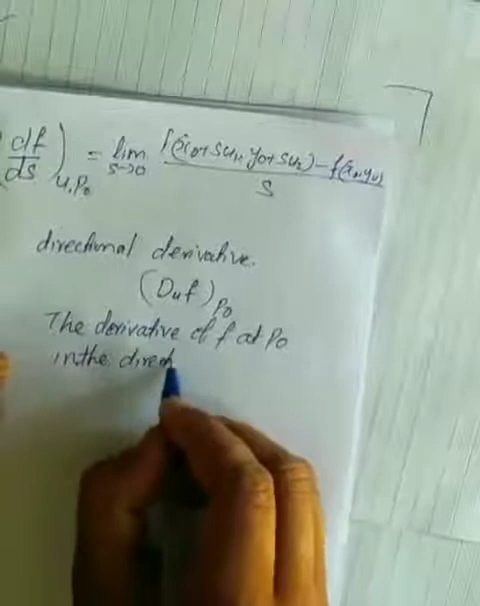 (df/ds)u,P₀ = lim s→0 f(x₀+su₁, y₀+su₂)-f(x₀,y₀)/s
directional derivative.
(Duf)P₀
The derivative of f at P₀
in the direch